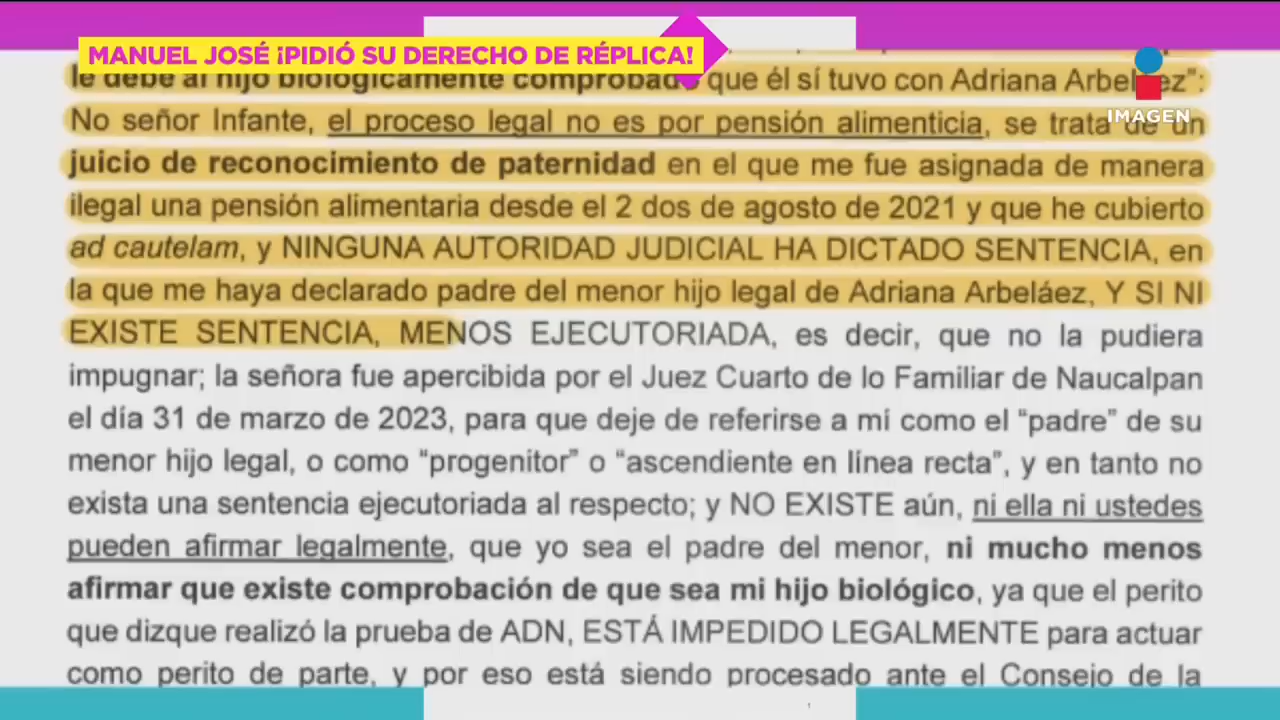 MANUEL JOSÉ ¡PIDIÓ SU DERECHO DE RÉPLICA!
le debe al hijo biológicamente comprobado que él sí tuvo con Adriana Arbeláez”:
IMAGEN
No señor Infante, el proceso legal no es por pensión alimenticia, se trata de un
juicio de reconocimiento de paternidad en el que me fue asignada de manera
ilegal una pensión alimentaria desde el 2 dos de agosto de 2021 y que he cubierto
ad cautelam, y NINGUNA AUTORIDAD JUDICIAL HA DICTADO SENTENCIA, en
la que me haya declarado padre del menor hijo legal de Adriana Arbeláez, Y SI NI
EXISTE SENTENCIA, MENOS EJECUTORIADA, es decir, que no la pudiera
impugnar; la señora fue apercibida por el Juez Cuarto de lo Familiar de Naucalpan
el día 31 de marzo de 2023, para que deje de referirse a mí como el “padre” de su
menor hijo legal, o como “progenitor” o “ascendiente en línea recta”, y en tanto no
exista una sentencia ejecutoriada al respecto; y NO EXISTE aún, ni ella ni ustedes
pueden afirmar legalmente, que yo sea el padre del menor, ni mucho menos
afirmar que existe comprobación de que sea mi hijo biológico, ya que el perito
que dizque realizó la prueba de ADN, ESTÁ IMPEDIDO LEGALMENTE para actuar
como perito de parte, y por eso está siendo procesado ante el Consejo de la